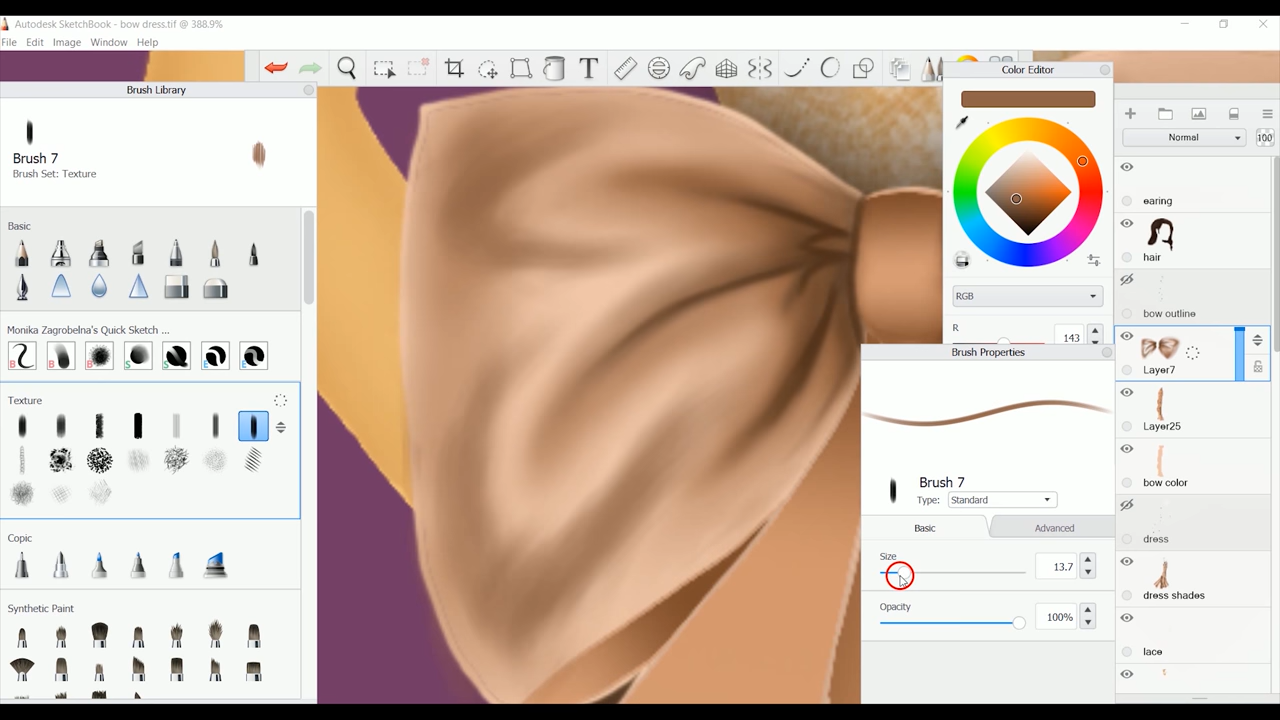 Autodesk SketchBook - bow dress.tif @ 388.9%
File Edit Image Window Help
Brush Library
Brush 7
Brush Set: Texture
Basic
Monika Zagrobelna's Quick Sketch ...
B B B S S E E
Texture
Copic
Synthetic Paint
T
Color Editor
RGB
R 143
Brush Properties
Brush 7
Type: Standard
Basic Advanced
Size
13.7
Opacity
100%
Normal 100
earing
hair
bow outline
Layer7
Layer25
bow color
dress
dress shades
lace